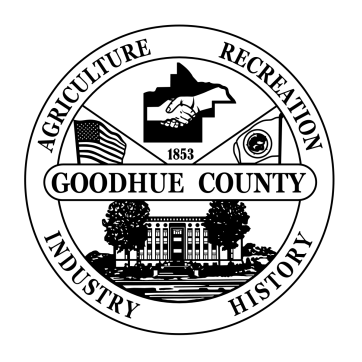 AGRICULTURE
RECREATION
1853
GOODHUE COUNTY
INDUSTRY
HISTORY